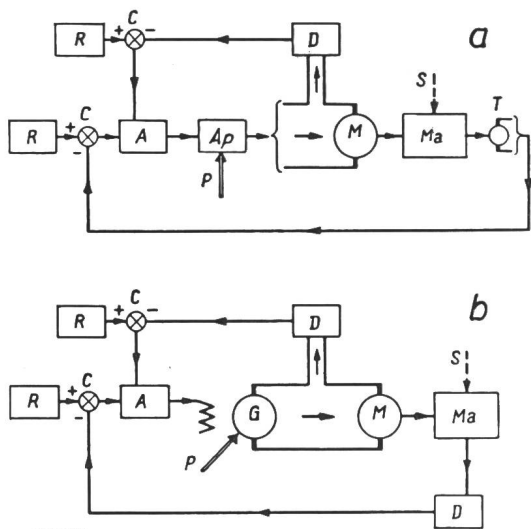 C
R + − D a
C S T
R + − A Ap M Ma
P
b
C
R + − D
C S
R + − A G M Ma
P
D